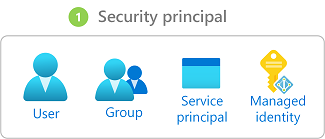 1 Security principal
User
Group
Service
principal
Managed
identity